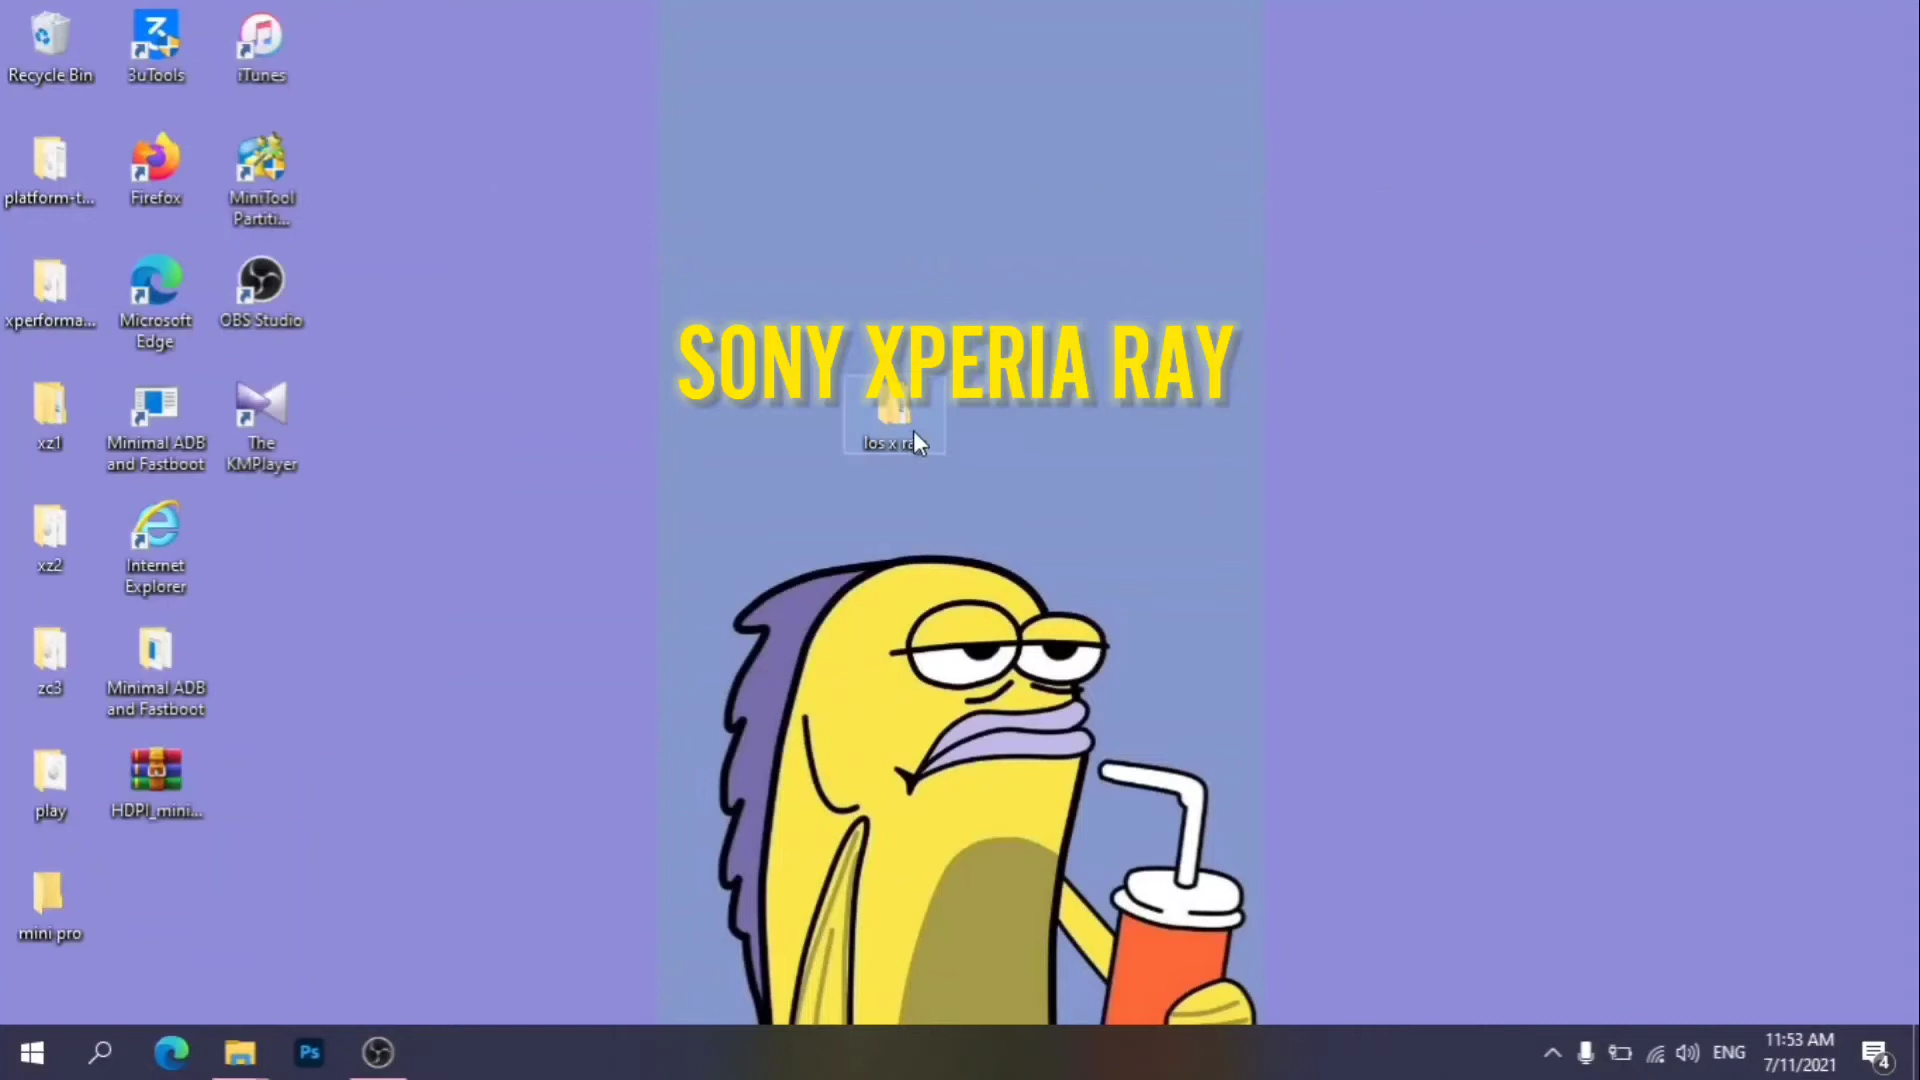 Recycle Bin
3uTools
iTunes
platform-t...
Firefox
MiniTool
Partiti...
xperforma...
Microsoft
Edge
OBS Studio
SONY XPERIA RAY
los x
xz1
Minimal ADB
and Fastboot
The
KMPlayer
xz2
Internet
Explorer
zc3
Minimal ADB
and Fastboot
play
HDPI_mini...
mini pro
Ps
ENG
11:53 AM
7/11/2021
4